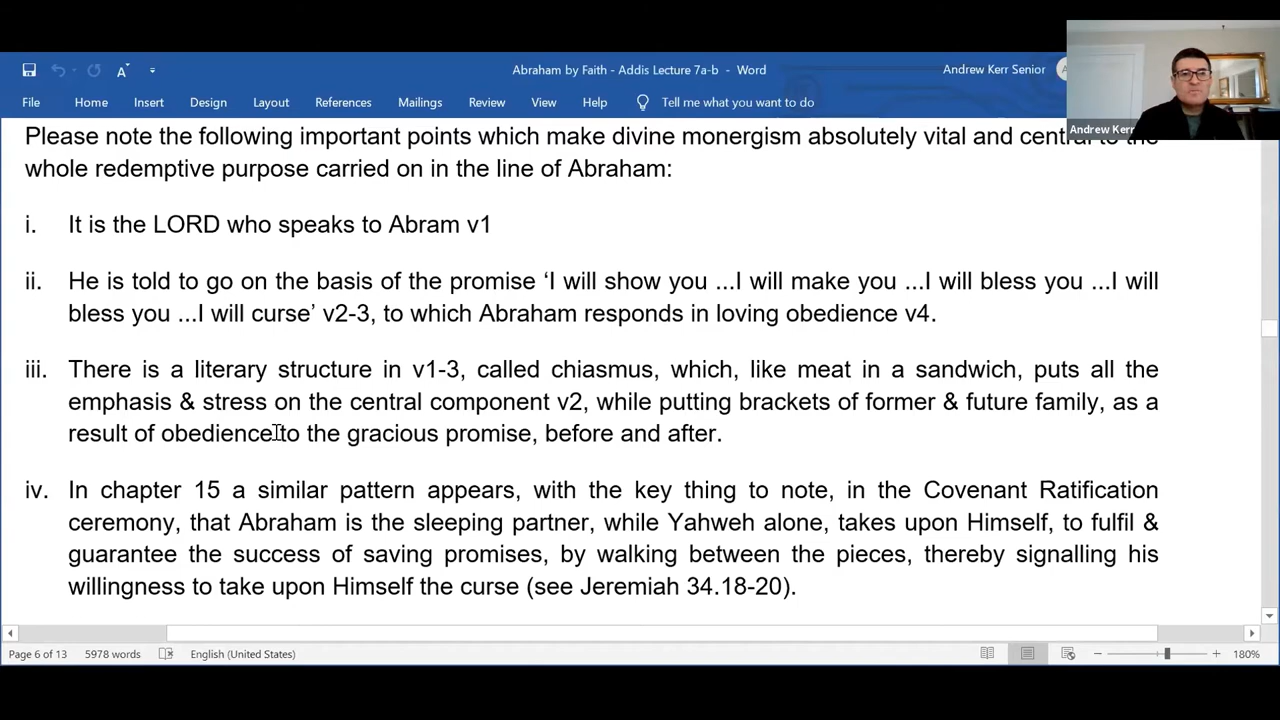 Abraham by Faith - Addis Lecture 7a-b - Word
Andrew Kerr Senior
File Home Insert Design Layout References Mailings Review View Help Tell me what you want to do
Andrew Kerr
Please note the following important points which make divine monergism absolutely vital and central to the
whole redemptive purpose carried on in the line of Abraham:
i. It is the LORD who speaks to Abram v1
ii. He is told to go on the basis of the promise ‘I will show you ...I will make you ...I will bless you ...I will
bless you ...I will curse’ v2-3, to which Abraham responds in loving obedience v4.
iii. There is a literary structure in v1-3, called chiasmus, which, like meat in a sandwich, puts all the
emphasis & stress on the central component v2, while putting brackets of former & future family, as a
result of obedience to the gracious promise, before and after.
iv. In chapter 15 a similar pattern appears, with the key thing to note, in the Covenant Ratification
ceremony, that Abraham is the sleeping partner, while Yahweh alone, takes upon Himself, to fulfil &
guarantee the success of saving promises, by walking between the pieces, thereby signalling his
willingness to take upon Himself the curse (see Jeremiah 34.18-20).
Page 6 of 13 5978 words English (United States) 180%